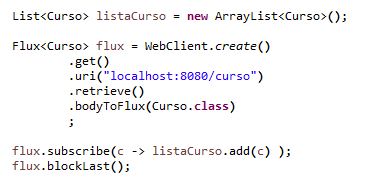 List<Curso> listaCurso = new ArrayList<Curso>();
Flux<Curso> flux = WebClient.create()
.get()
.uri("localhost:8080/curso")
.retrieve()
.bodyToFlux(Curso.class)
;
flux.subscribe(c -> listaCurso.add(c) );
flux.blockLast();